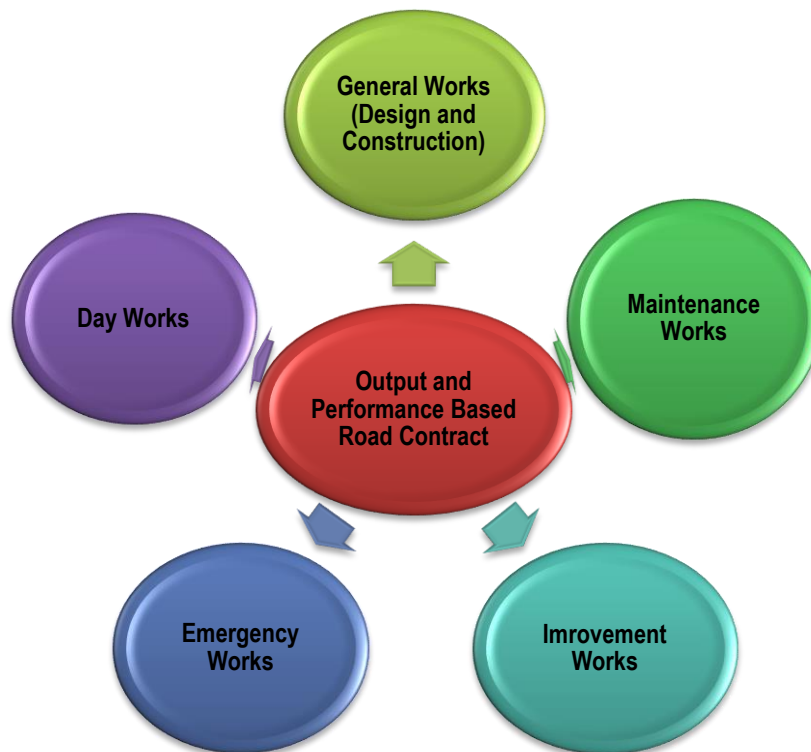 General Works
(Design and
Construction)
Day Works
Maintenance
Works
Output and
Performance Based
Road Contract
Emergency
Works
Imrovement
Works